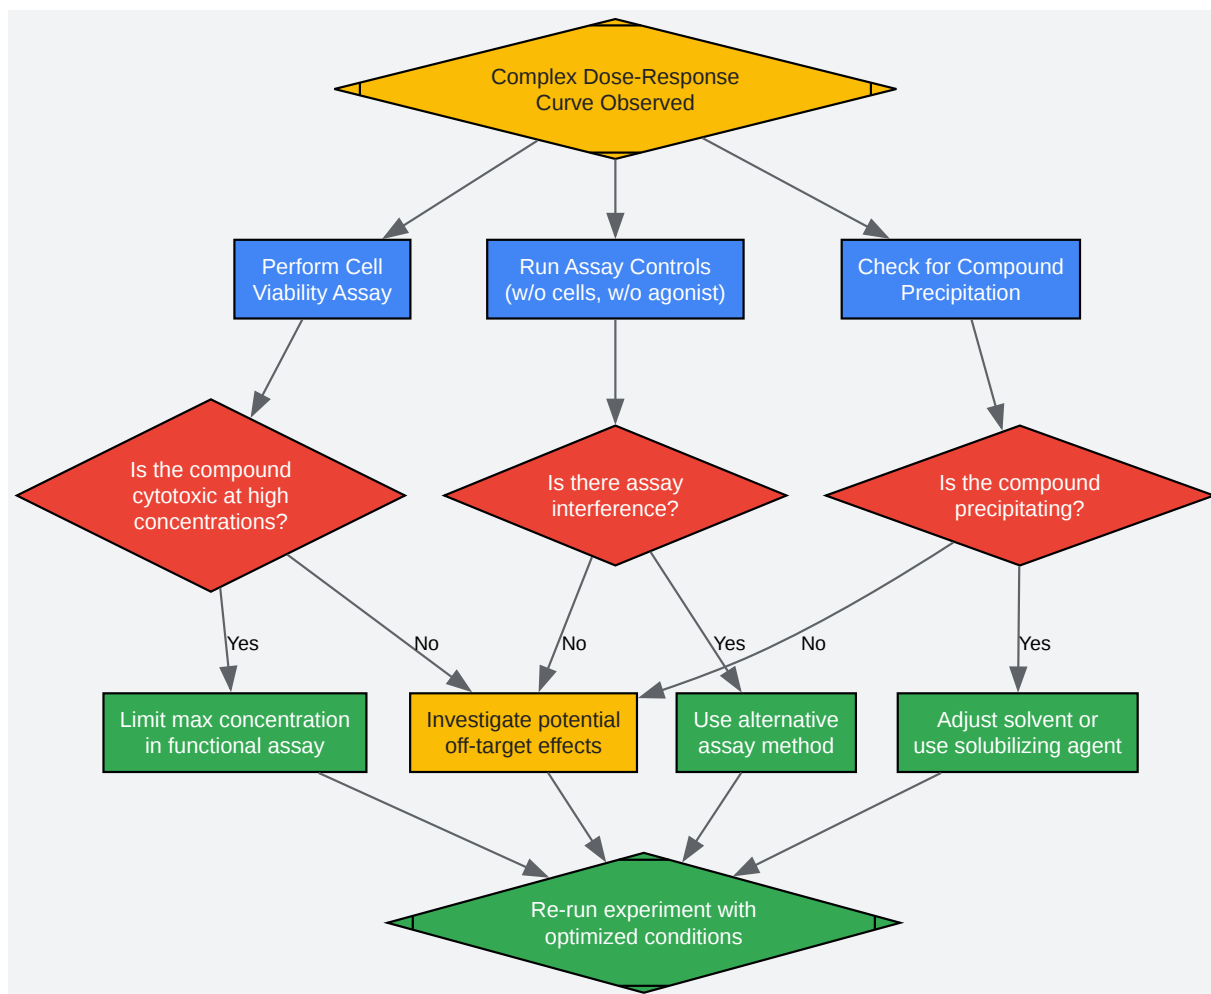 Complex Dose-Response
Curve Observed
Perform Cell
Viability Assay
Run Assay Controls
(w/o cells, w/o agonist)
Check for Compound
Precipitation
Is the compound
cytotoxic at high
concentrations?
Is there assay
interference?
Is the compound
precipitating?
Yes
No
No
Yes
No
Yes
Limit max concentration
in functional assay
Investigate potential
off-target effects
Use alternative
assay method
Adjust solvent or
use solubilizing agent
Re-run experiment with
optimized conditions